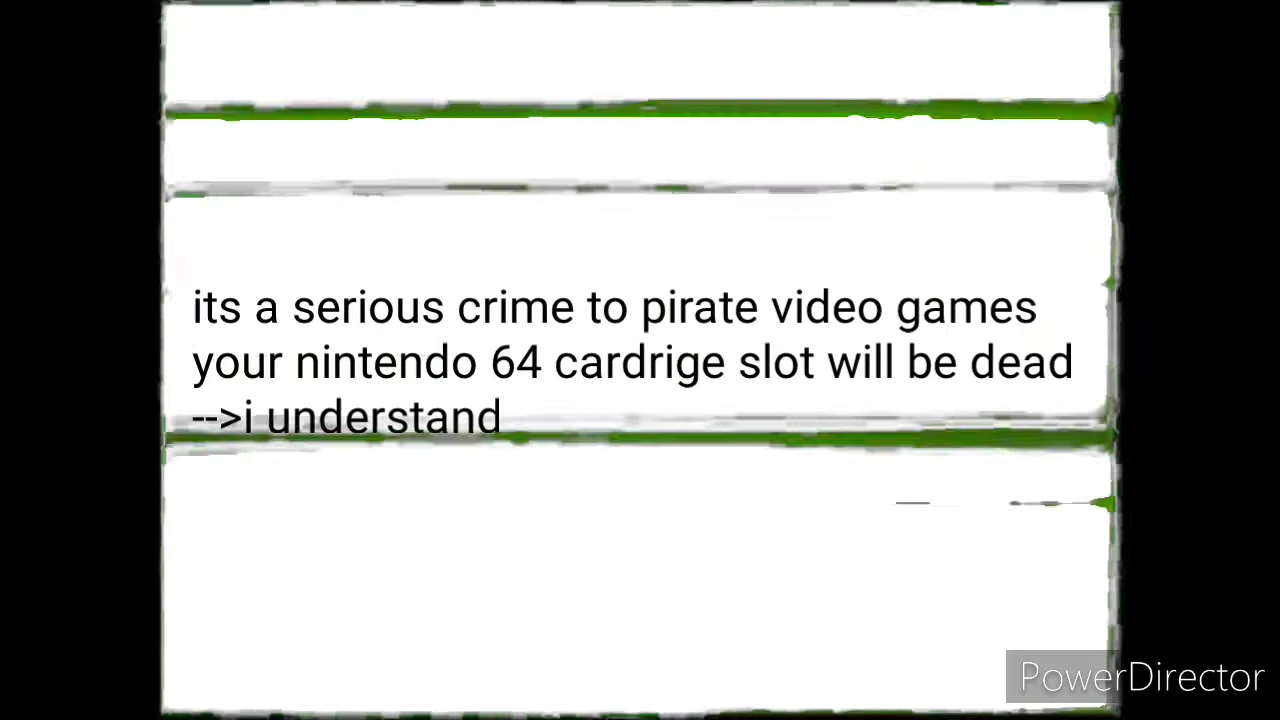 its a serious crime to pirate video games
your nintendo 64 cardrige slot will be dead
-->i understand
PowerDirector